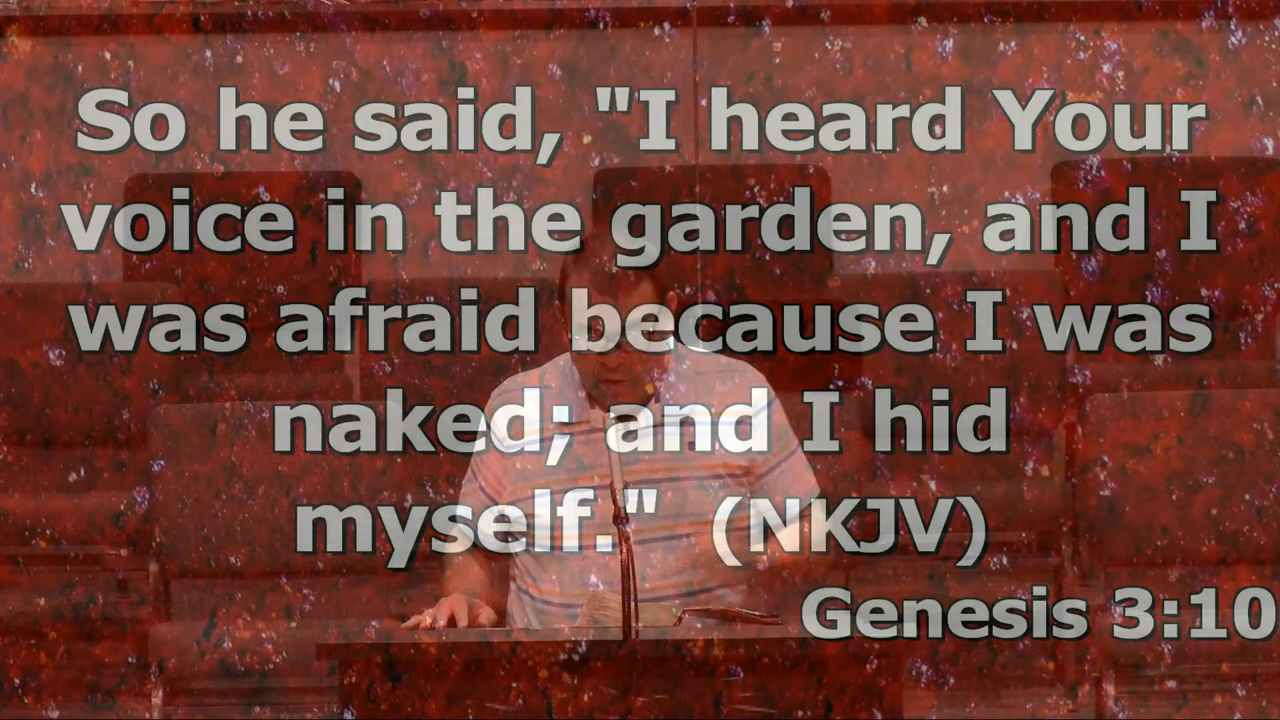 So he said, "I heard Your
voice in the garden, and I
was afraid because I was
naked; and I hid
myself." (NKJV)
Genesis 3:10